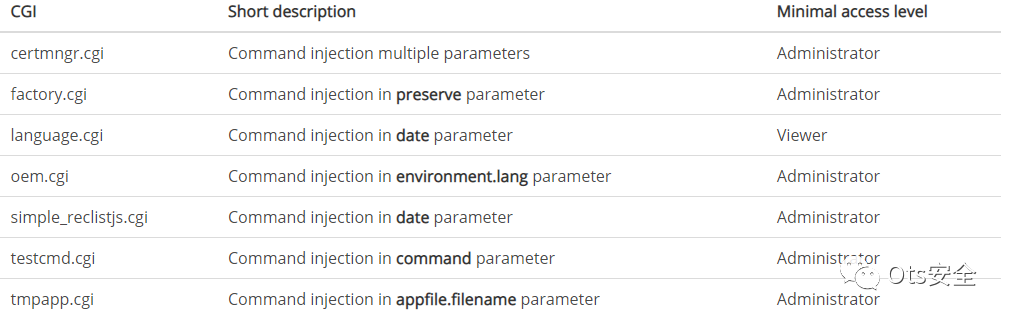 CGI Short description Minimal access level
certmngr.cgi Command injection multiple parameters Administrator
factory.cgi Command injection in preserve parameter Administrator
language.cgi Command injection in date parameter Viewer
oem.cgi Command injection in environment.lang parameter Administrator
simple_reclistjs.cgi Command injection in date parameter Administrator
testcmd.cgi Command injection in command parameter Administrator
Ots安全
tmpapp.cgi Command injection in appfile.filename parameter Administrator